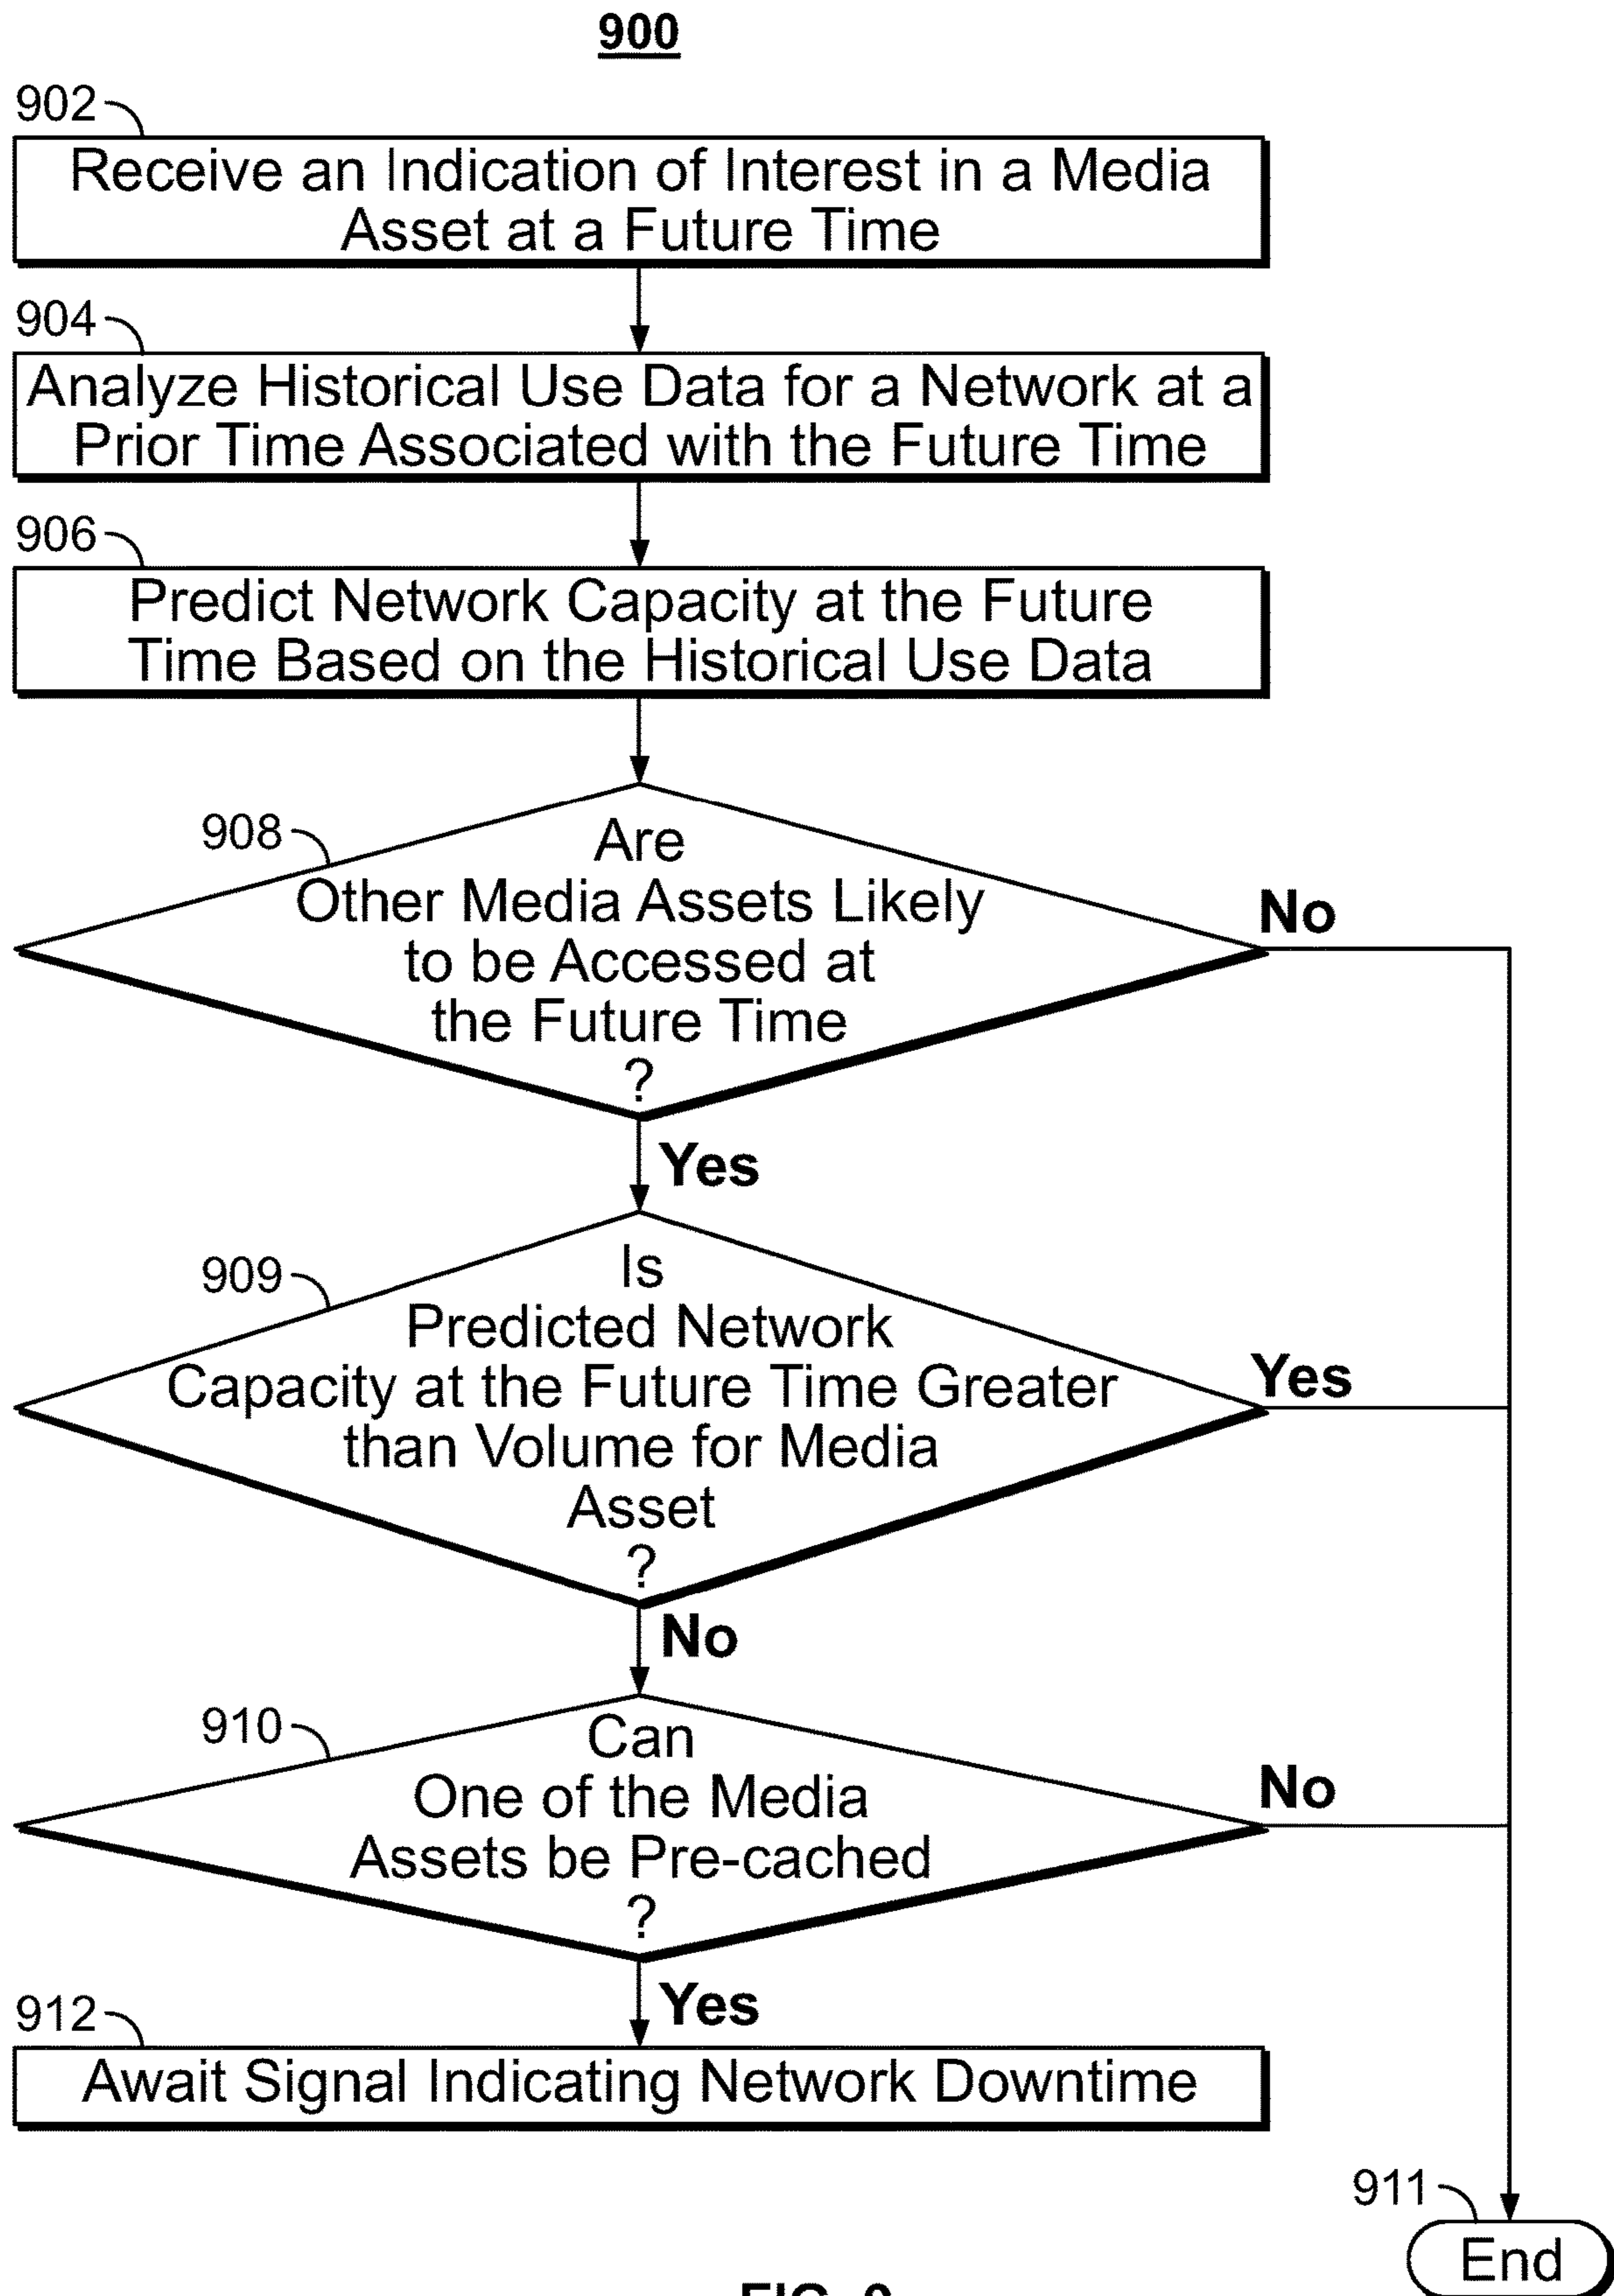 900
902
Receive an Indication of Interest in a Media
Asset at a Future Time
904
Analyze Historical Use Data for a Network at a
Prior Time Associated with the Future Time
906
Predict Network Capacity at the Future
Time Based on the Historical Use Data
908
Are
Other Media Assets Likely
to be Accessed at
the Future Time
?
No
Yes
909
Is
Predicted Network
Capacity at the Future Time Greater
than Volume for Media
Asset
?
Yes
No
910
Can
One of the Media
Assets be Pre-cached
?
No
Yes
912
Await Signal Indicating Network Downtime
911
End